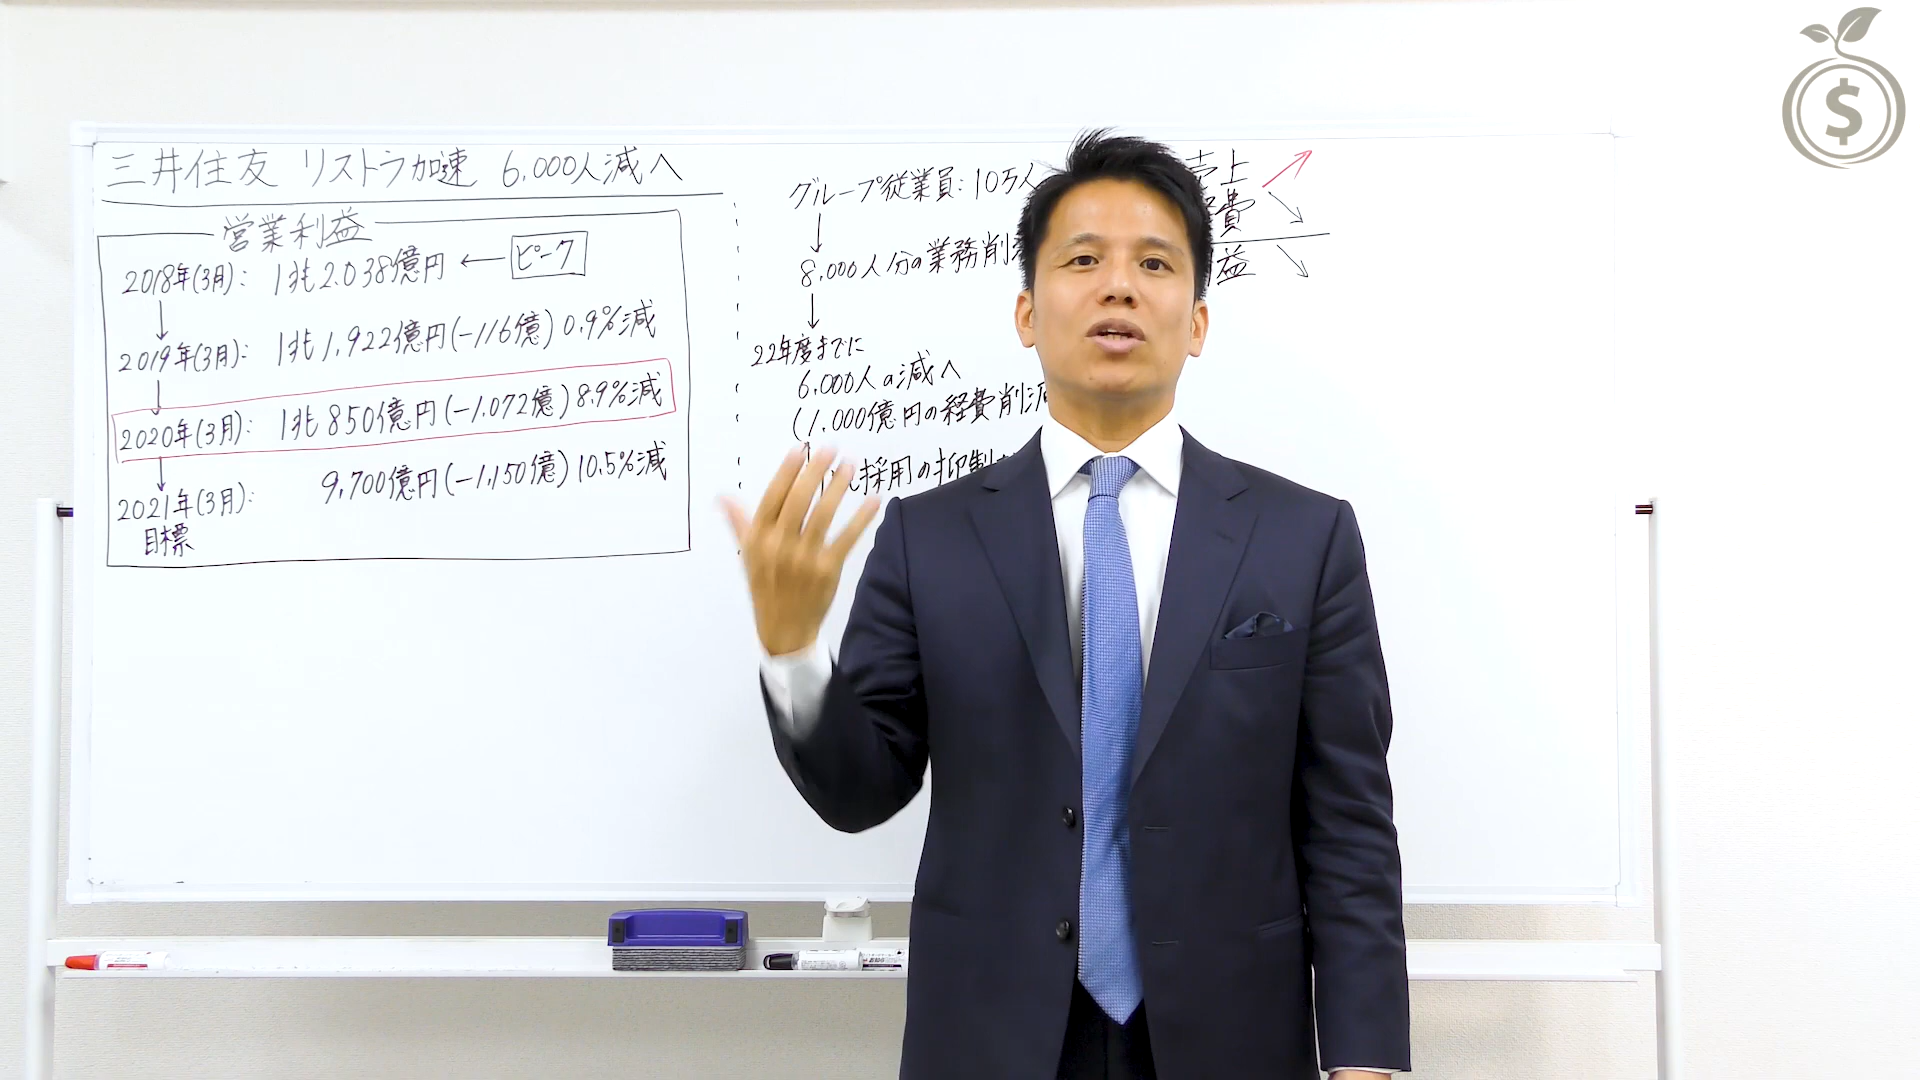 三井住友 リストラ加速 6,000人減へ
営業利益
2018年(3月): 1兆2,038億円 ← ピーク
2019年(3月): 1兆1,922億円(-116億)0.9%減
2020年(3月): 1兆850億円(-1,072億)8.9%減
2021年(3月): 9,700億円(-1,150億)10.5%減
目標
グループ従業員:10万人
8,000人分の業務削
22年度までに
6,000人の減へ
(1,000億円の経費削減
採用の抑制
売上
費
益
$